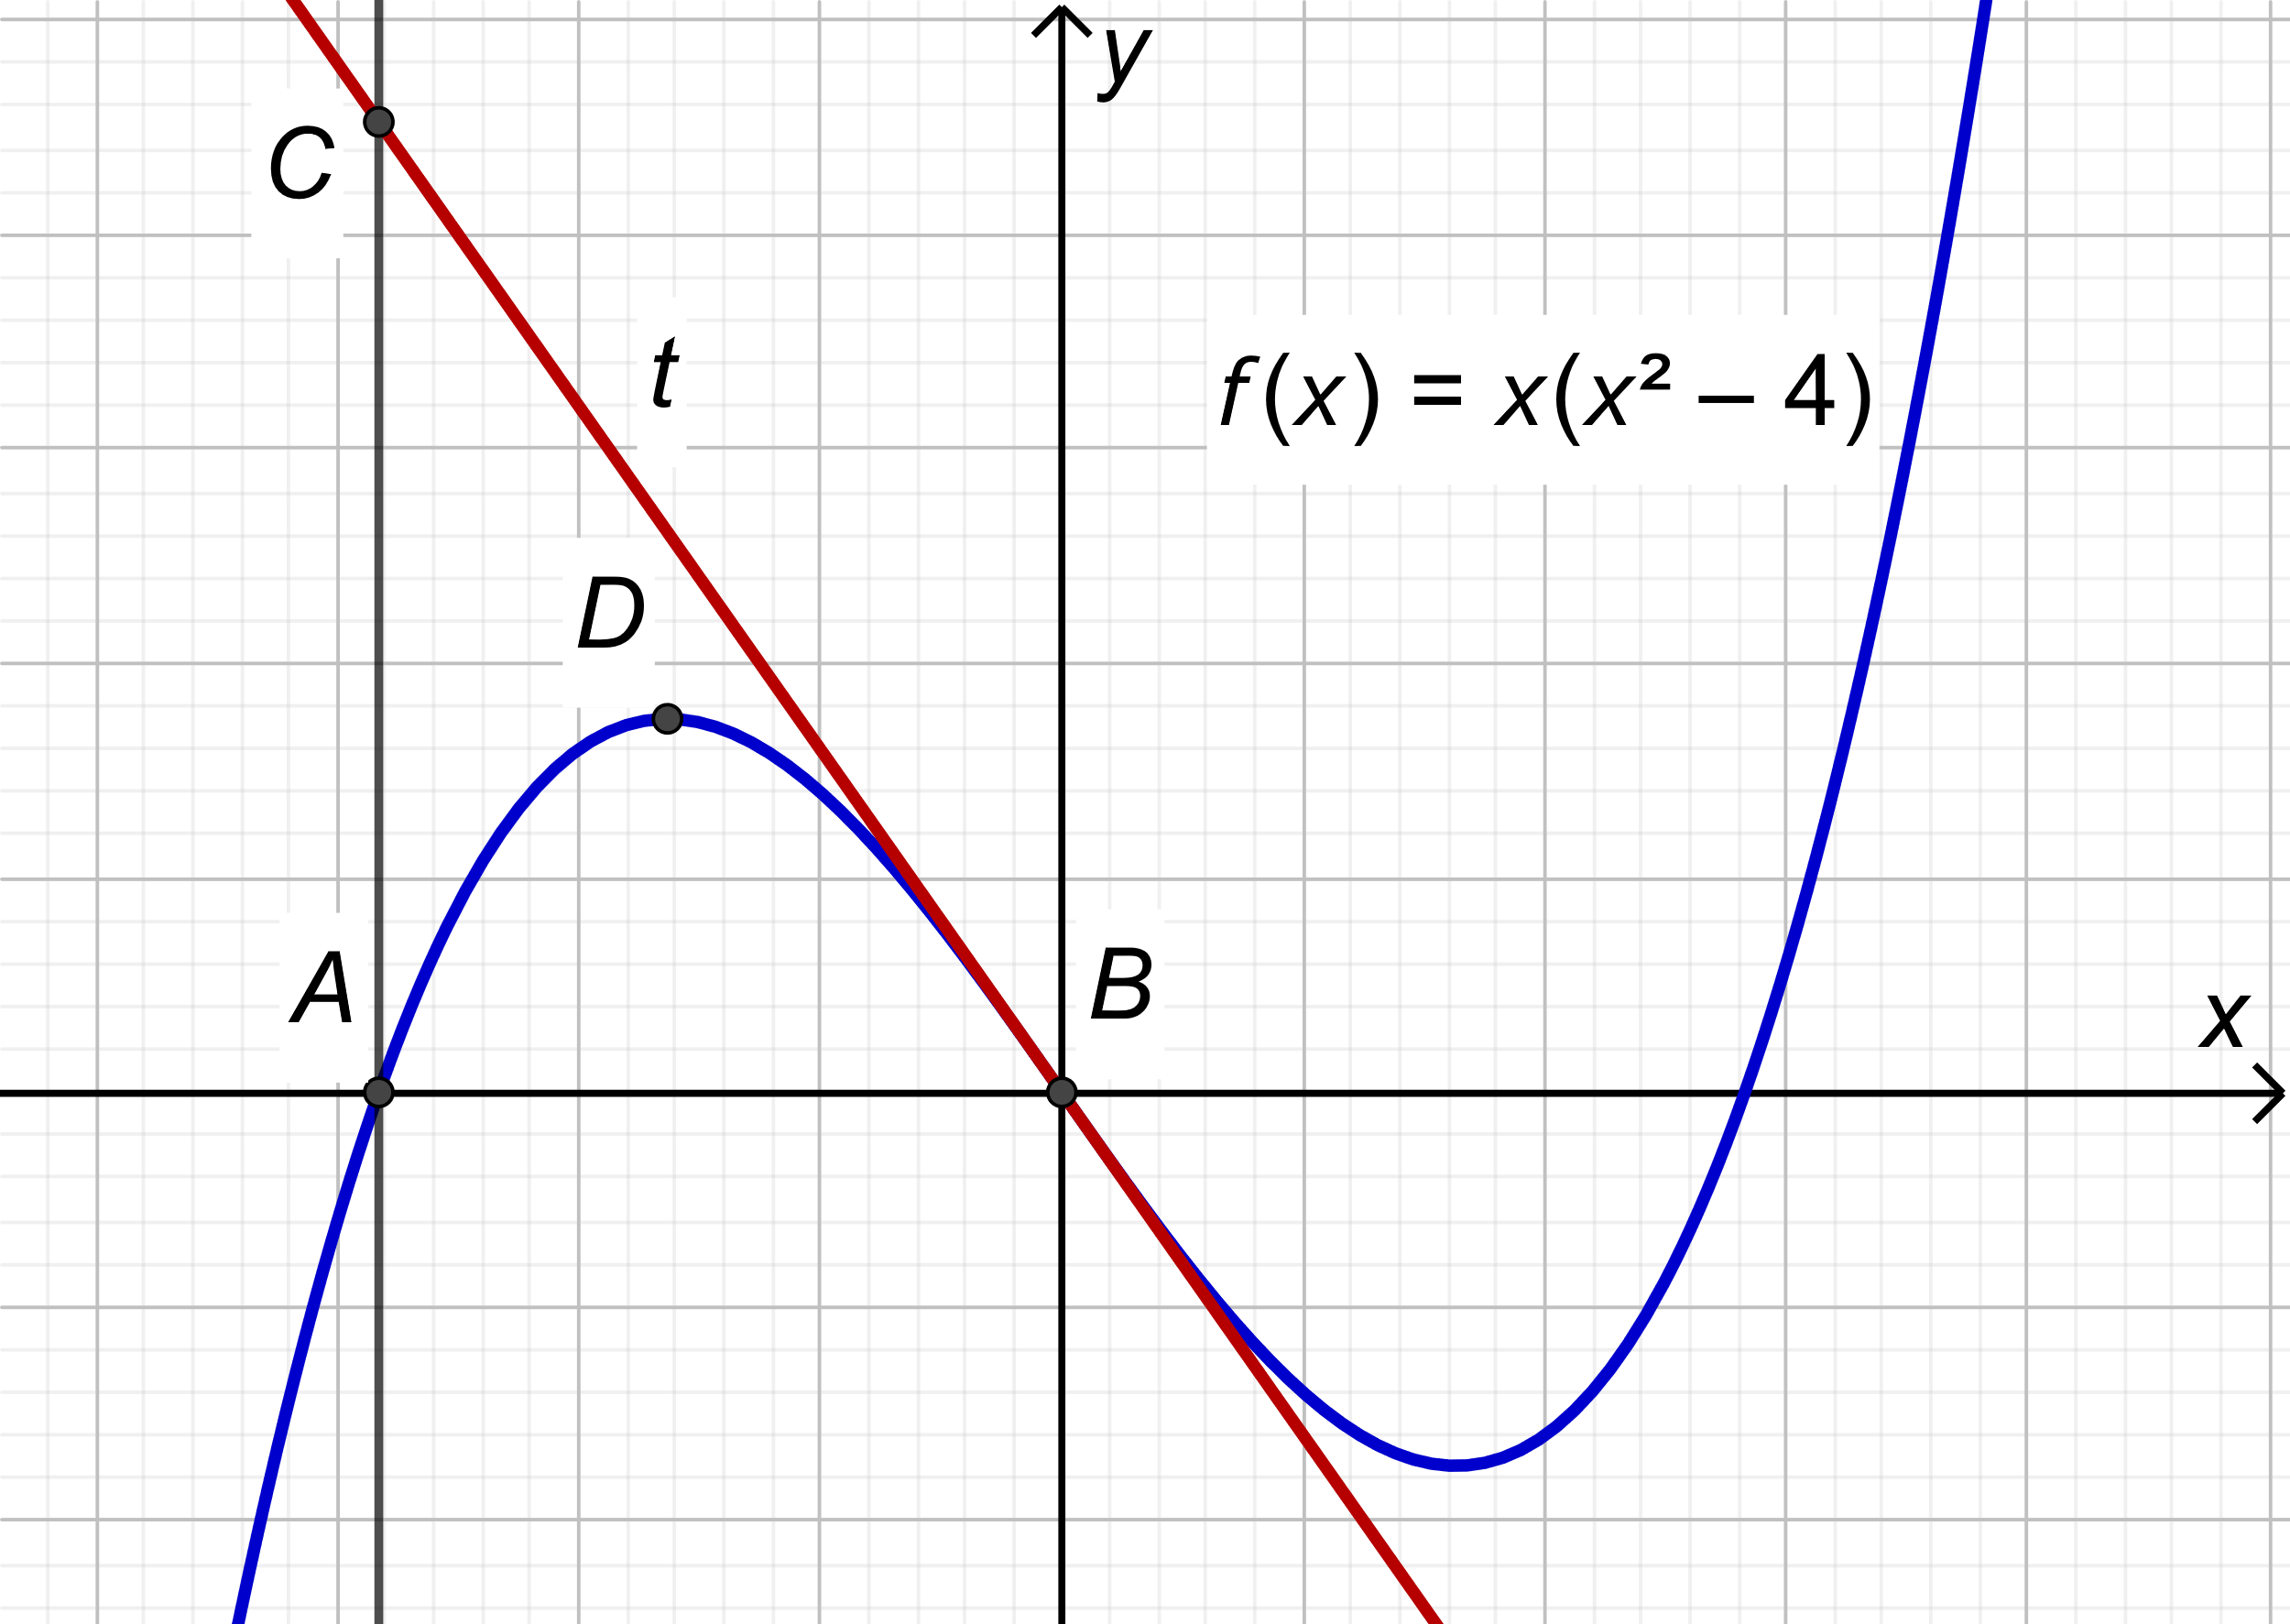 y
C
t
f(x) = x(x² – 4)
D
A
B
x